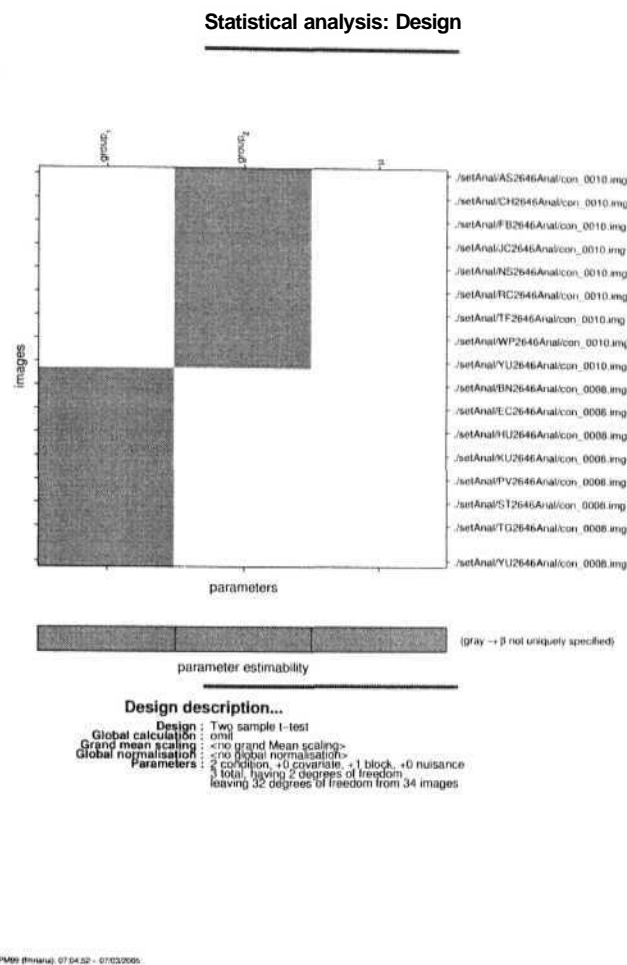 Statistical analysis: Design
group1
group2
μ
./setAnal/AS2646Anal/con_0010.img
./setAnal/CH2646Anal/con_0010.img
./setAnal/FB2646Anal/con_0010.img
./setAnal/JC2646Anal/con_0010.img
./setAnal/NS2646Anal/con_0010.img
./setAnal/RC2646Anal/con_0010.img
./setAnal/TF2646Anal/con_0010.img
./setAnal/WP2646Anal/con_0010.img
./setAnal/YU2646Anal/con_0010.img
./setAnal/BN2646Anal/con_0008.img
./setAnal/EC2646Anal/con_0008.img
./setAnal/HU2646Anal/con_0008.img
./setAnal/KU2646Anal/con_0008.img
./setAnal/PV2646Anal/con_0008.img
./setAnal/ST2646Anal/con_0008.img
./setAnal/TG2646Anal/con_0008.img
./setAnal/YU2646Anal/con_0008.img
images
parameters
(gray → β not uniquely specified)
parameter estimability
Design description...
Design : Two sample t-test
Global calculation : omit
Grand mean scaling : <no grand Mean scaling>
Global normalisation : <no global normalisation>
Parameters : 2 condition, +0 covariate, +1 block, +0 nuisance
3 total, having 2 degrees of freedom
leaving 32 degrees of freedom from 34 images
07:04:52 - 07/03/2005